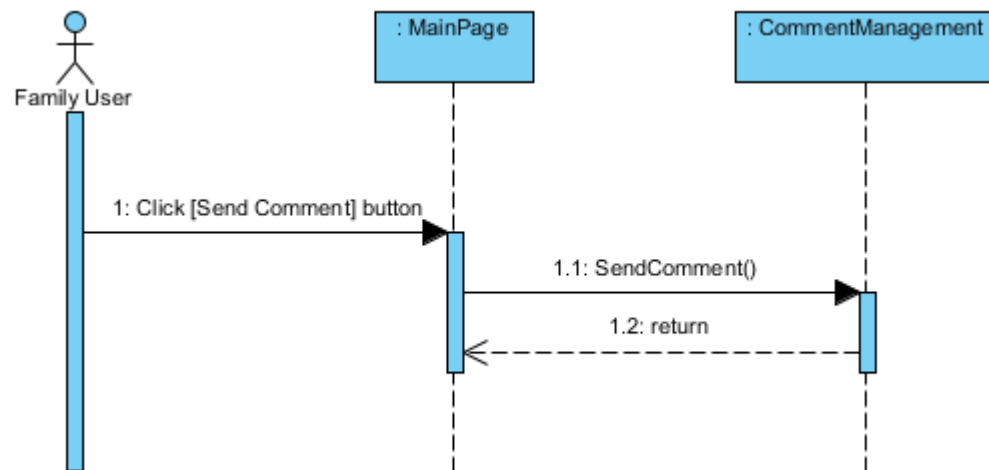 : MainPage
: CommentManagement
Family User
1: Click [Send Comment] button
1.1: SendComment()
1.2: return